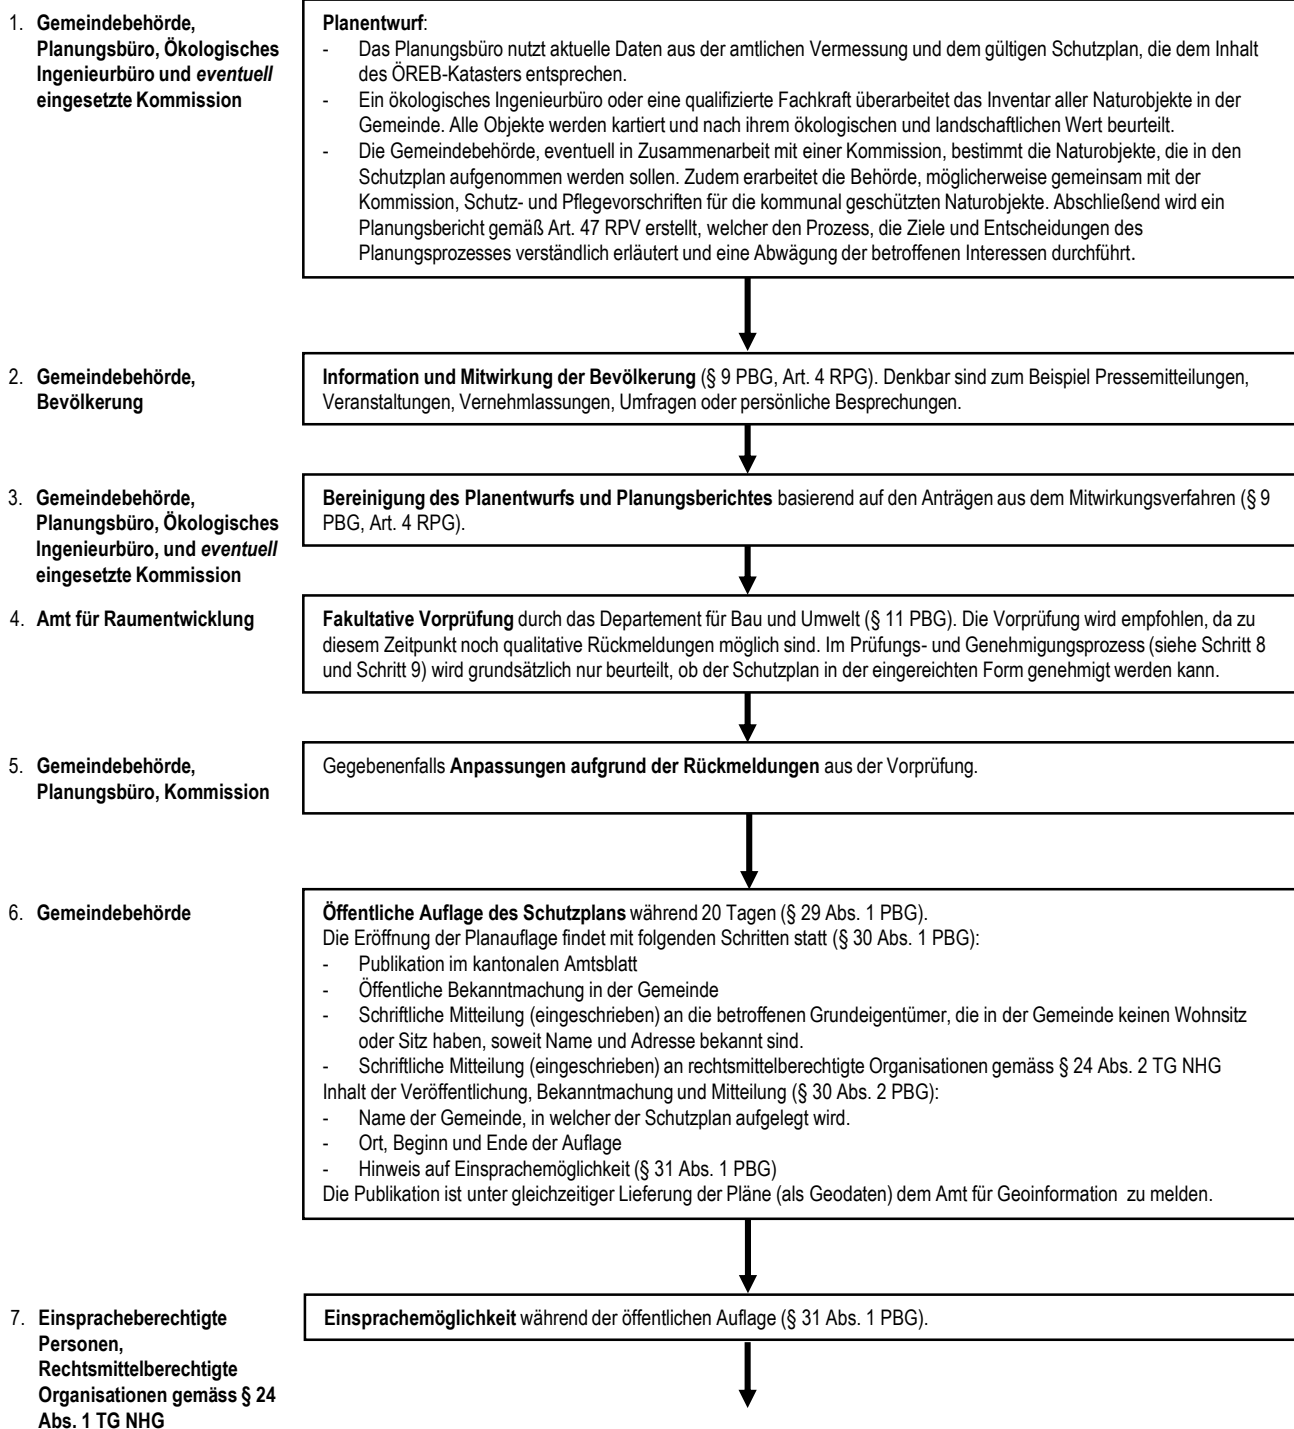 1. Gemeindebehörde,
Planungsbüro, Ökologisches
Ingenieurbüro und eventuell
eingesetzte Kommission
Planentwurf:
- Das Planungsbüro nutzt aktuelle Daten aus der amtlichen Vermessung und dem gültigen Schutzplan, die dem Inhalt
des ÖREB-Katasters entsprechen.
- Ein ökologisches Ingenieurbüro oder eine qualifizierte Fachkraft überarbeitet das Inventar aller Naturobjekte in der
Gemeinde. Alle Objekte werden kartiert und nach ihrem ökologischen und landschaftlichen Wert beurteilt.
- Die Gemeindebehörde, eventuell in Zusammenarbeit mit einer Kommission, bestimmt die Naturobjekte, die in den
Schutzplan aufgenommen werden sollen. Zudem erarbeitet die Behörde, möglicherweise gemeinsam mit der
Kommission, Schutz- und Pflegevorschriften für die kommunal geschützten Naturobjekte. Abschließend wird ein
Planungsbericht gemäß Art. 47 RPV erstellt, welcher den Prozess, die Ziele und Entscheidungen des
Planungsprozesses verständlich erläutert und eine Abwägung der betroffenen Interessen durchführt.
2. Gemeindebehörde,
Bevölkerung
Information und Mitwirkung der Bevölkerung (§ 9 PBG, Art. 4 RPG). Denkbar sind zum Beispiel Pressemitteilungen,
Veranstaltungen, Vernehmlassungen, Umfragen oder persönliche Besprechungen.
3. Gemeindebehörde,
Planungsbüro, Ökologisches
Ingenieurbüro, und eventuell
eingesetzte Kommission
Bereinigung des Planentwurfs und Planungsberichtes basierend auf den Anträgen aus dem Mitwirkungsverfahren (§ 9
PBG, Art. 4 RPG).
4. Amt für Raumentwicklung
Fakultative Vorprüfung durch das Departement für Bau und Umwelt (§ 11 PBG). Die Vorprüfung wird empfohlen, da zu
diesem Zeitpunkt noch qualitative Rückmeldungen möglich sind. Im Prüfungs- und Genehmigungsprozess (siehe Schritt 8
und Schritt 9) wird grundsätzlich nur beurteilt, ob der Schutzplan in der eingereichten Form genehmigt werden kann.
5. Gemeindebehörde,
Planungsbüro, Kommission
Gegebenenfalls Anpassungen aufgrund der Rückmeldungen aus der Vorprüfung.
6. Gemeindebehörde
Öffentliche Auflage des Schutzplans während 20 Tagen (§ 29 Abs. 1 PBG).
Die Eröffnung der Planauflage findet mit folgenden Schritten statt (§ 30 Abs. 1 PBG):
- Publikation im kantonalen Amtsblatt
- Öffentliche Bekanntmachung in der Gemeinde
- Schriftliche Mitteilung (eingeschrieben) an die betroffenen Grundeigentümer, die in der Gemeinde keinen Wohnsitz
oder Sitz haben, soweit Name und Adresse bekannt sind.
- Schriftliche Mitteilung (eingeschrieben) an rechtsmittelberechtigte Organisationen gemäss § 24 Abs. 2 TG NHG
Inhalt der Veröffentlichung, Bekanntmachung und Mitteilung (§ 30 Abs. 2 PBG):
- Name der Gemeinde, in welcher der Schutzplan aufgelegt wird.
- Ort, Beginn und Ende der Auflage
- Hinweis auf Einsprachemöglichkeit (§ 31 Abs. 1 PBG)
Die Publikation ist unter gleichzeitiger Lieferung der Pläne (als Geodaten) dem Amt für Geoinformation zu melden.
7. Einspracheberechtigte
Personen,
Rechtsmittelberechtigte
Organisationen gemäss § 24
Abs. 1 TG NHG
Einsprachemöglichkeit während der öffentlichen Auflage (§ 31 Abs. 1 PBG).